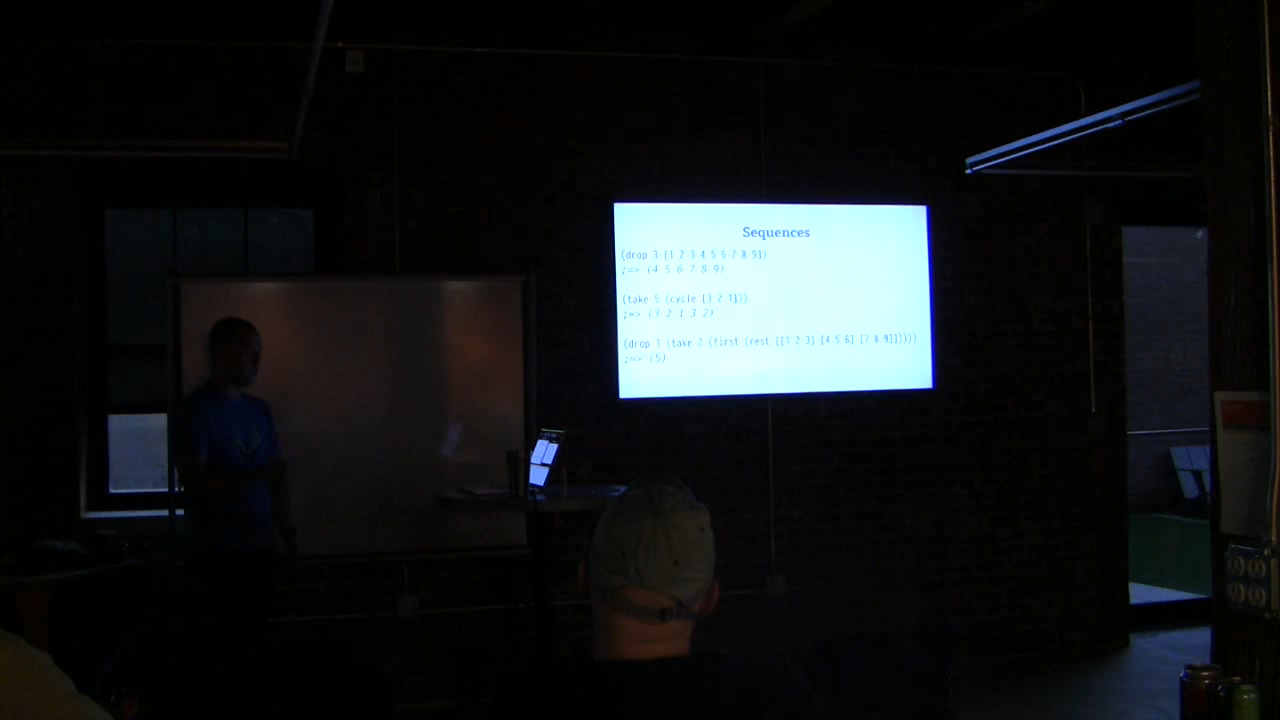 Sequences
(drop 3 [1 2 3 4 5 6 7 8 9])
;=> (4 5 6 7 8 9)
(take 5 (cycle [3 2 1]))
;=> (3 2 1 3 2)
(drop 1 (take 2 (first (rest [[1 2 3] [4 5 6] [7 8 9]]))))
;=> (5)